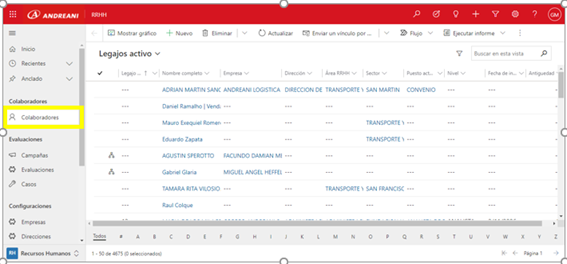 ANDREANI RRHH GM
Mostrar gráfico + Nuevo Eliminar Actualizar Enviar un vínculo por ... Flujo Ejecutar informe
Inicio
Recientes
Anclado
Colaboradores
Colaboradores
Evaluaciones
Campañas
Evaluaciones
Casos
Configuraciones
Empresas
Direcciones
RH Recursos Humanos
Legajos activo
Buscar en esta vista
Legajo ... Nombre completo Empresa Dirección Área RRHH Sector Puesto act... Nivel Fecha de in... Antigüedad
--- ADRIAN MARTIN SANC ANDREANI LOGISTICA DIRECCION DE TRANSPORTE SAN MARTIN CONVENIO --- --- ---
--- Daniel Ramalho | Vend --- --- --- --- --- --- --- ---
--- Mauro Exequiel Romer --- --- --- TRANSPORTE --- --- --- ---
--- Eduardo Zapata --- --- --- TRANSPORTE --- --- --- ---
--- AGUSTIN SPEROTTO FACUNDO DAMIAN MI --- --- --- --- --- --- ---
--- Gabriel Glaria MIGUEL ANGEL HEFFEL --- --- --- --- --- --- ---
--- TAMARA RITA VILOSIO --- --- TRANSPORTE SAN FRANCISCO --- --- --- ---
--- Raul Colque --- --- --- --- --- --- --- ---
Todos # A B C D E F G H I J K L M N O P Q R S T U V W X Y Z
1 - 50 de 4675 (0 seleccionados) Página 1